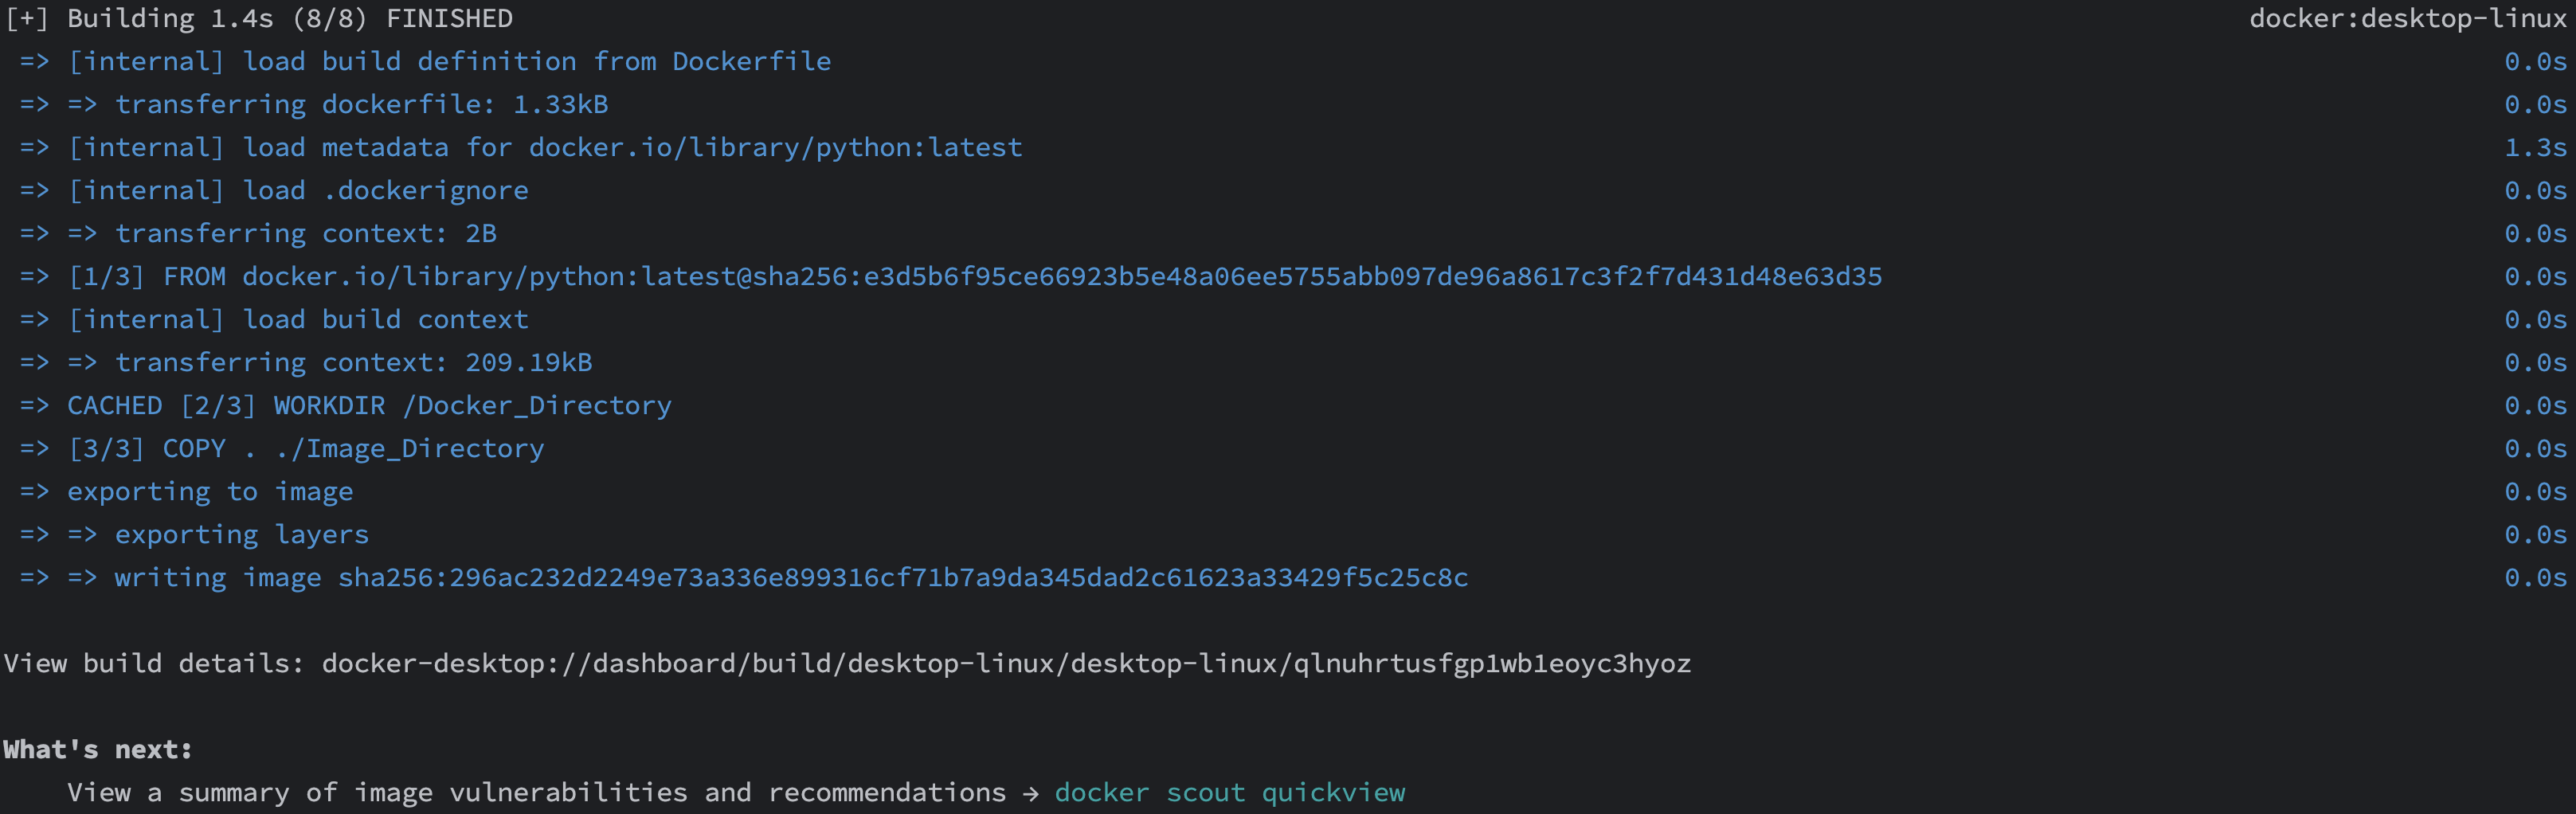 [+] Building 1.4s (8/8) FINISHED docker:desktop-linux
=> [internal] load build definition from Dockerfile 0.0s
=> => transferring dockerfile: 1.33kB 0.0s
=> [internal] load metadata for docker.io/library/python:latest 1.3s
=> [internal] load .dockerignore 0.0s
=> => transferring context: 2B 0.0s
=> [1/3] FROM docker.io/library/python:latest@sha256:e3d5b6f95ce66923b5e48a06ee5755abb097de96a8617c3f2f7d431d48e63d35 0.0s
=> [internal] load build context 0.0s
=> => transferring context: 209.19kB 0.0s
=> CACHED [2/3] WORKDIR /Docker_Directory 0.0s
=> [3/3] COPY . ./Image_Directory 0.0s
=> exporting to image 0.0s
=> => exporting layers 0.0s
=> => writing image sha256:296ac232d2249e73a336e899316cf71b7a9da345dad2c61623a33429f5c25c8c 0.0s
View build details: docker-desktop://dashboard/build/desktop-linux/desktop-linux/qlnuhrtusfgp1wb1eoyc3hyoz
What's next:
View a summary of image vulnerabilities and recommendations → docker scout quickview